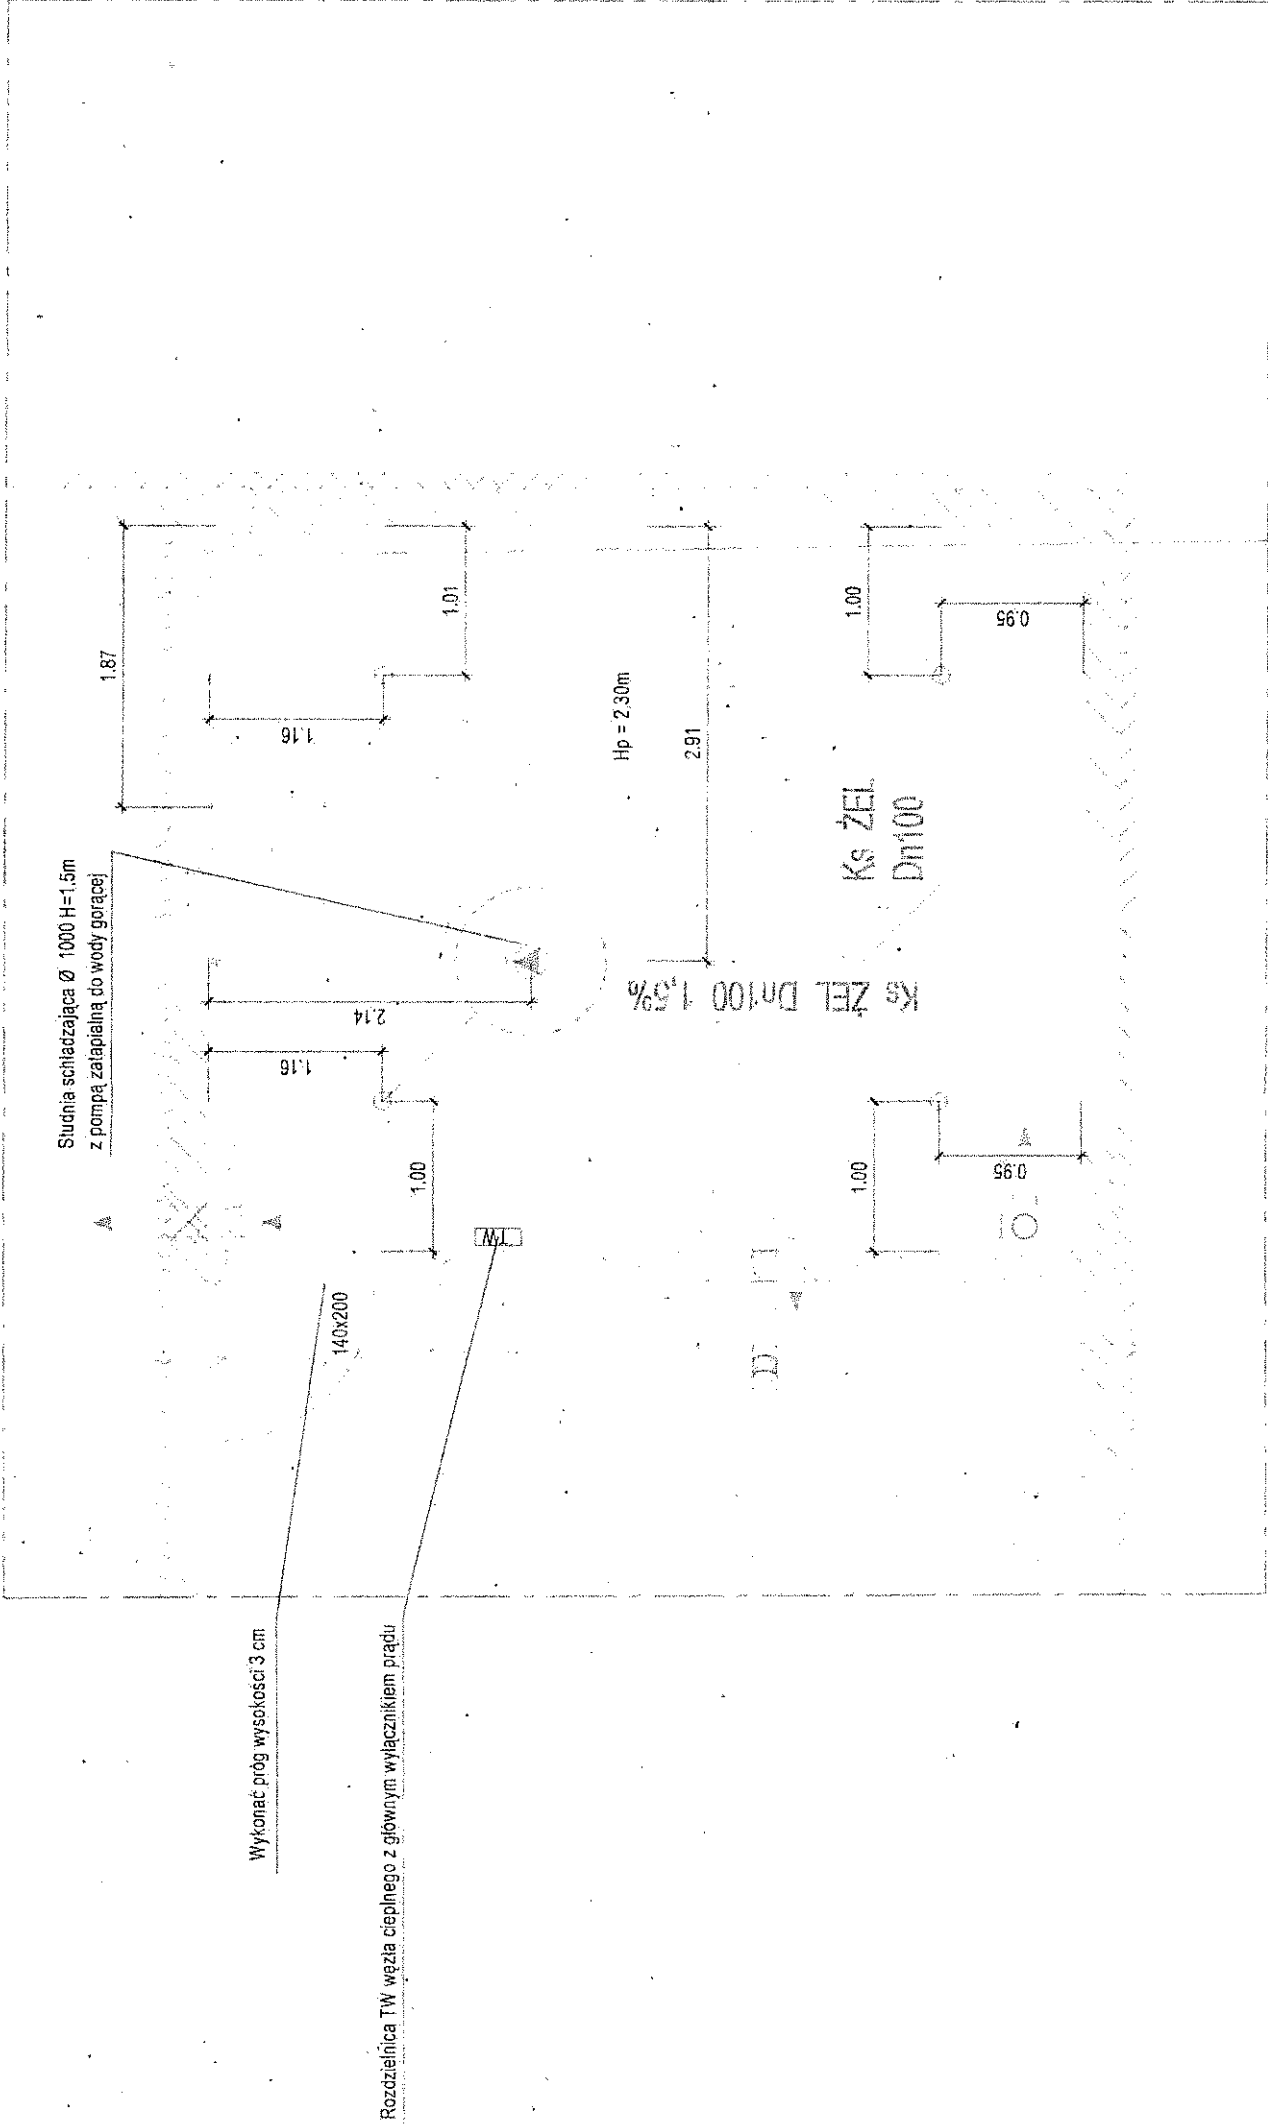 Studnia schładzająca Ø 1000 H=1,5m
z pompą zatapialną do wody gorącej
1.87
1.16
1.01
Hp = 2,30m
2.91
1.00
0.95
Ks ŻEL
Dn100
Ks ŻEL Dn100 1,5%
2.14
1.16
1.00
TW
1.00
0.95
140x200
Wykonać próg wysokości 3 cm
Rozdzielnica TW węzła cieplnego z głównym wyłącznikiem prądu